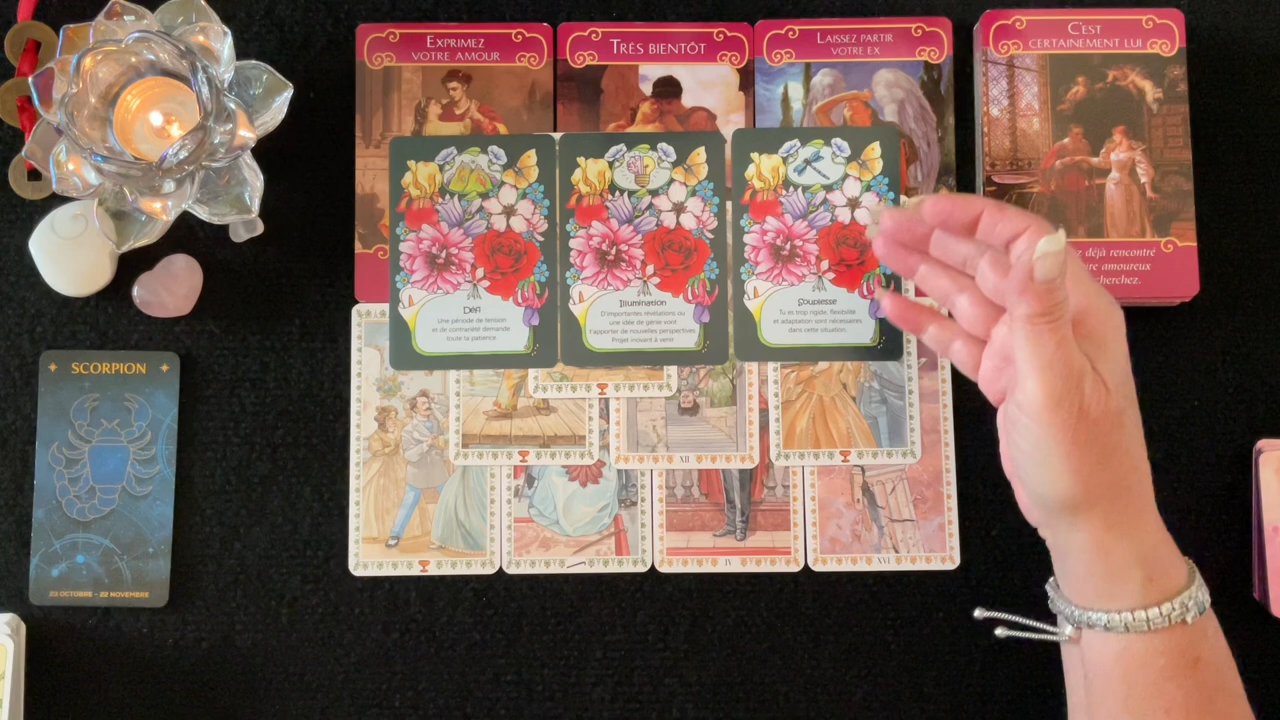 EXPRIMEZ
VOTRE AMOUR
TRÈS BIENTÔT
LAISSEZ PARTIR
VOTRE EX
C'EST
CERTAINEMENT LUI
déjà rencontré
amoureux
cherchez.
Défi
Une période de tension
et de contrariété demande
toute ta patience.
Illumination
D'importantes révélations ou
une idée de génie vont
t'apporter de nouvelles perspectives.
Projet innovant à venir
Souplesse
Tu es trop rigide, flexibilité
et adaptation sont nécessaires
dans cette situation.
SCORPION
23 OCTOBRE - 22 NOVEMBRE
XII
IV
XVI